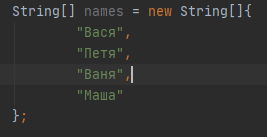 String[] names = new String[]{
"Вася",
"Петя",
"Ваня",
"Маша"
};